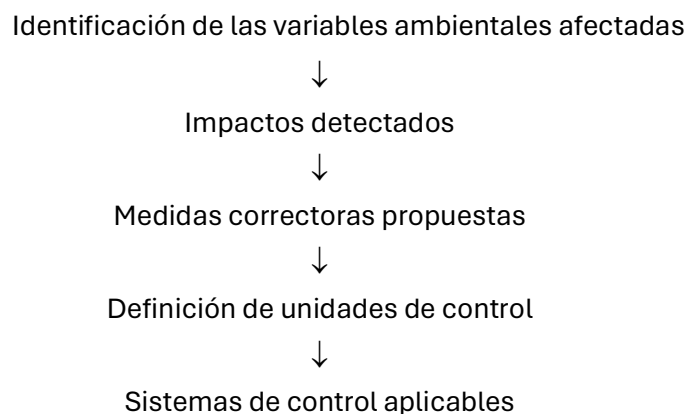 Identificación de las variables ambientales afectadas
↓
Impactos detectados
↓
Medidas correctoras propuestas
↓
Definición de unidades de control
↓
Sistemas de control aplicables